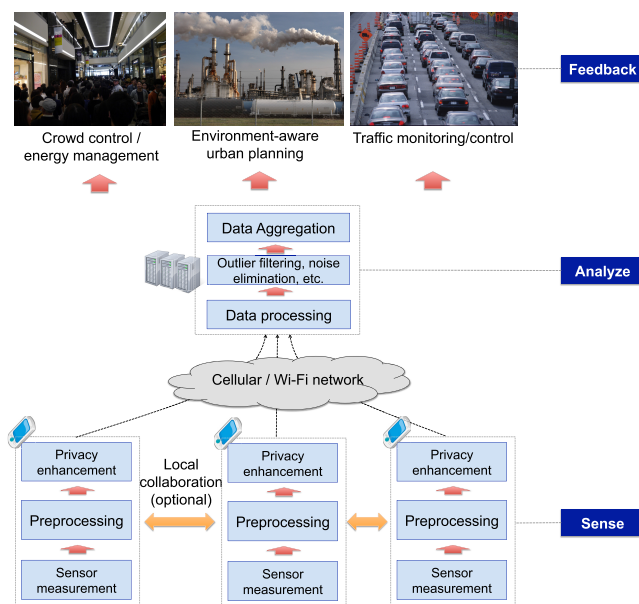 Feedback
Crowd control /
energy management
Environment-aware
urban planning
Traffic monitoring/control
Data Aggregation
Outlier filtering, noise
elimination, etc.
Data processing
Analyze
Cellular / Wi-Fi network
Privacy
enhancement
Preprocessing
Sensor
measurement
Local
collaboration
(optional)
Privacy
enhancement
Preprocessing
Sensor
measurement
Privacy
enhancement
Preprocessing
Sensor
measurement
Sense